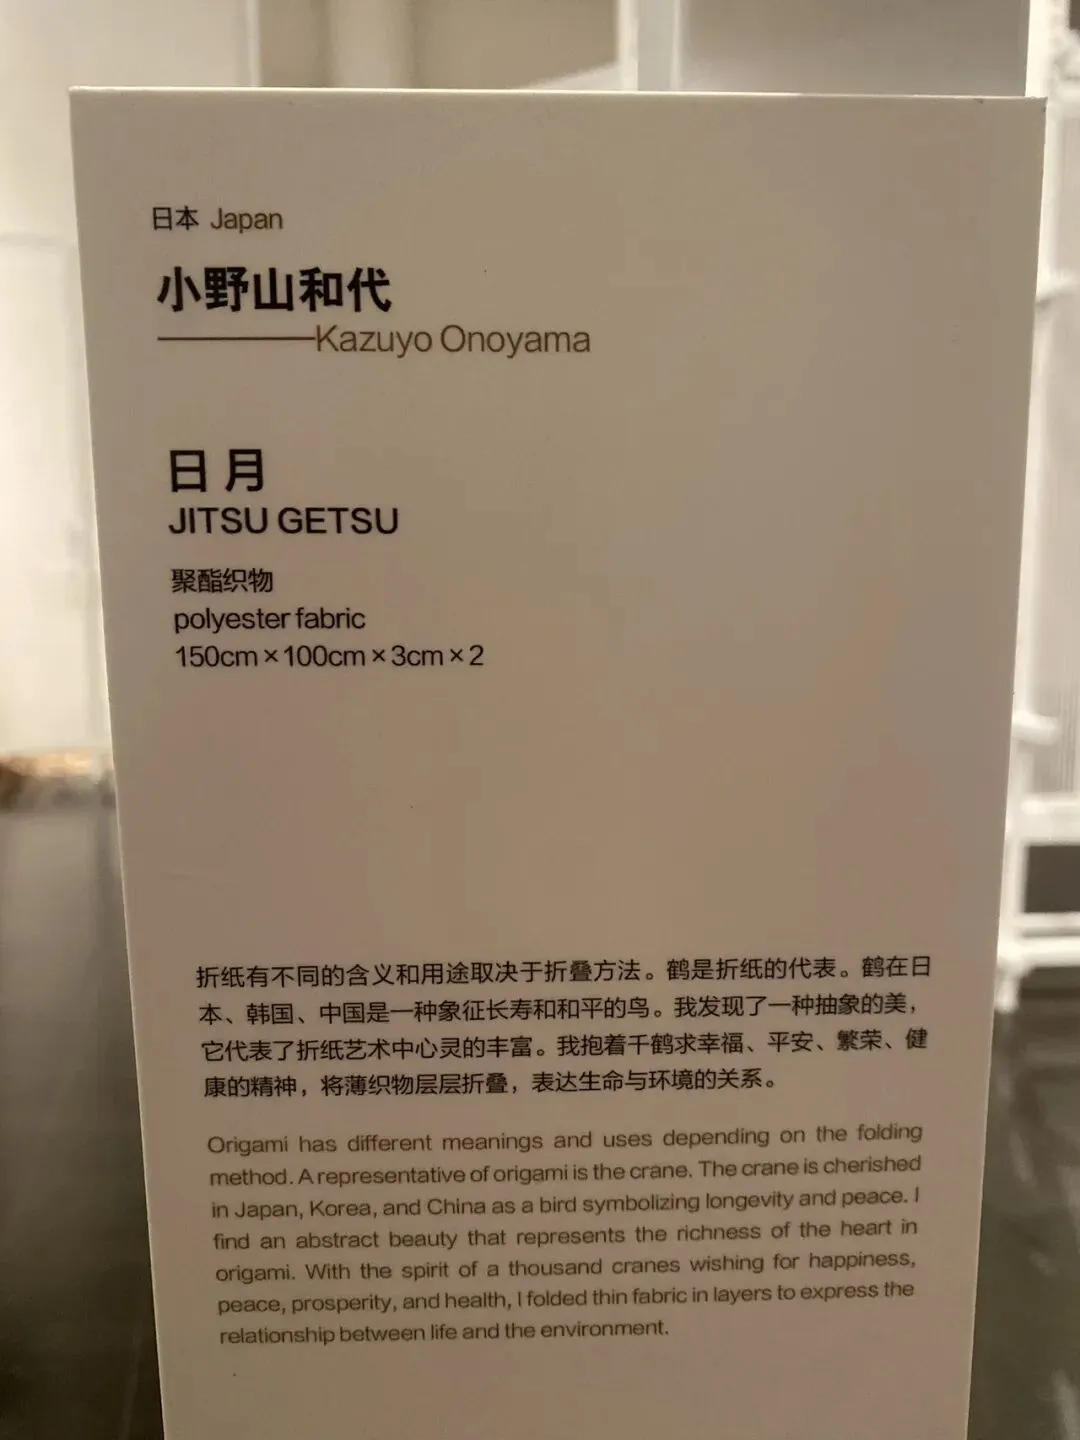 日本 Japan
小野山和代
Kazuyo Onoyama
日月
JITSU GETSU
聚酯织物
polyester fabric
150cm×100cm×3cm×2
折纸有不同的含义和用途取决于折叠方法。鹤是折纸的代表。鹤在日
本、韩国、中国是一种象征长寿和和平的鸟。我发现了一种抽象的美，
它代表了折纸艺术中心灵的丰富。我抱着千鹤求幸福、平安、繁荣、健
康的精神，将薄织物层层折叠，表达生命与环境的关系。
Origami has different meanings and uses depending on the folding
method. A representative of origami is the crane. The crane is cherished
in Japan, Korea, and China as a bird symbolizing longevity and peace. I
find an abstract beauty that represents the richness of the heart in
origami. With the spirit of a thousand cranes wishing for happiness,
peace, prosperity, and health, I folded thin fabric in layers to express the
relationship between life and the environment.